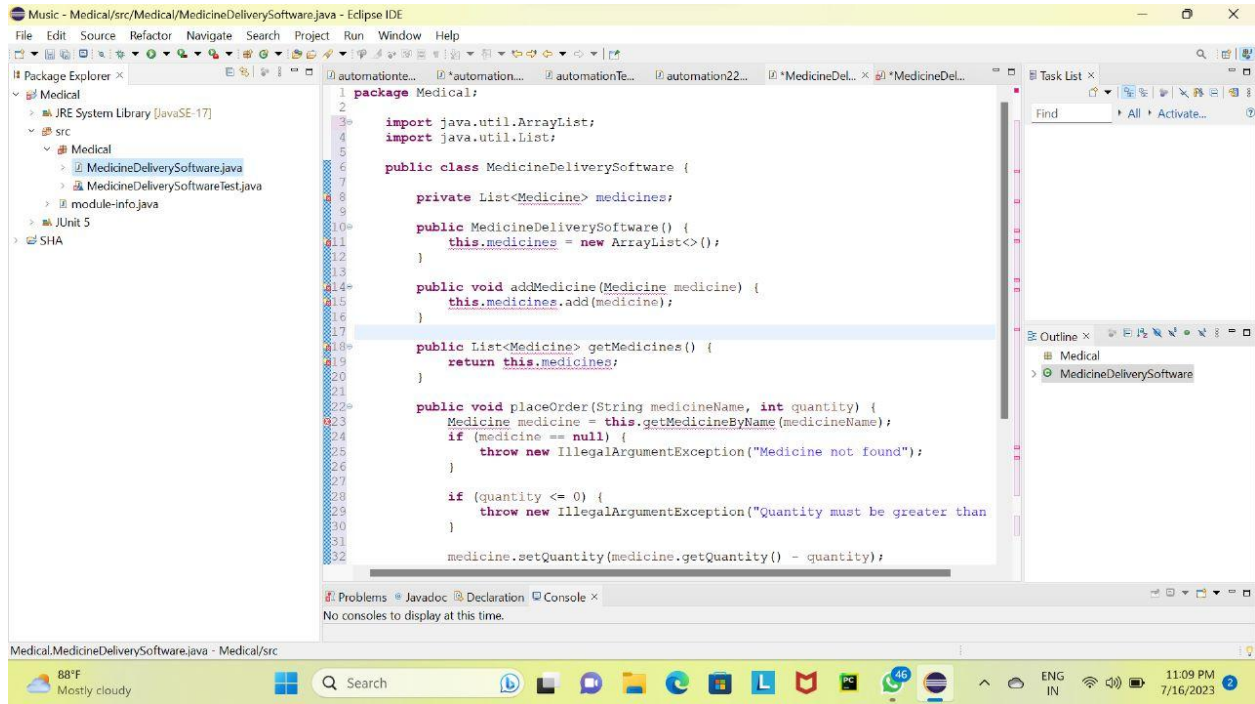 Music - Medical/src/Medical/MedicineDeliverySoftware.java - Eclipse IDE
File Edit Source Refactor Navigate Search Project Run Window Help
Package Explorer ×
Medical
JRE System Library [JavaSE-17]
src
Medical
MedicineDeliverySoftware.java
MedicineDeliverySoftwareTest.java
module-info.java
JUnit 5
SHA
automationte... *automation.... automationTe... automation22... *MedicineDel... × *MedicineDel...
1 package Medical;
2
3 import java.util.ArrayList;
4 import java.util.List;
5
6 public class MedicineDeliverySoftware {
7
8 private List<Medicine> medicines;
9
10 public MedicineDeliverySoftware() {
11 this.medicines = new ArrayList<>();
12 }
13
14 public void addMedicine(Medicine medicine) {
15 this.medicines.add(medicine);
16 }
17
18 public List<Medicine> getMedicines() {
19 return this.medicines;
20 }
21
22 public void placeOrder(String medicineName, int quantity) {
23 Medicine medicine = this.getMedicineByName(medicineName);
24 if (medicine == null) {
25 throw new IllegalArgumentException("Medicine not found");
26 }
27
28 if (quantity <= 0) {
29 throw new IllegalArgumentException("Quantity must be greater than
30 }
31
32 medicine.setQuantity(medicine.getQuantity() - quantity);
Task List ×
Find All Activate...
Outline ×
Medical
MedicineDeliverySoftware
Problems Javadoc Declaration Console ×
No consoles to display at this time.
Medical.MedicineDeliverySoftware.java - Medical/src
88°F
Mostly cloudy
Search
L
PC
46
ENG
IN
11:09 PM
7/16/2023
2